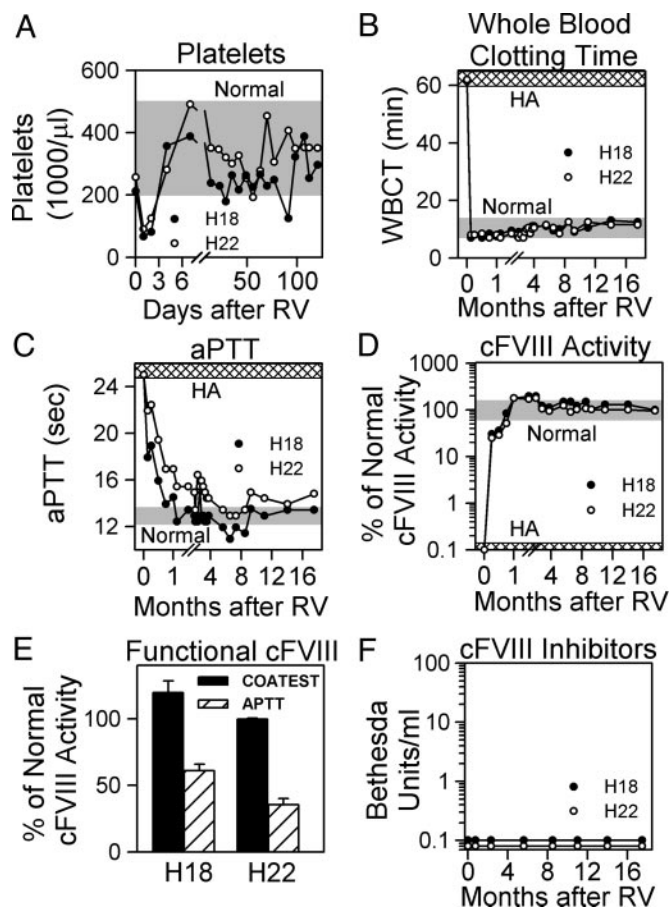 A
Platelets
600
400
200
0
Platelets
(1000/µl)
Normal
H18
H22
0 3 6 50 100
Days after RV
B
Whole Blood
Clotting Time
60
40
20
0
WBCT (min)
HA
H18
H22
Normal
0 1 4 8 12 16
Months after RV
C
aPTT
24
20
16
12
aPTT (sec)
HA
H18
H22
Normal
0 1 4 8 12 16
Months after RV
D
cFVIII Activity
1000
100
10
1
0.1
% of Normal
cFVIII Activity
Normal
H18
H22
HA
0 1 4 8 12 16
Months after RV
E
Functional cFVIII
100
50
0
% of Normal
cFVIII Activity
COATEST
APTT
H18 H22
F
cFVIII Inhibitors
100
10
1
0.1
Bethesda
Units/ml
H18
H22
0 4 8 12 16
Months after RV